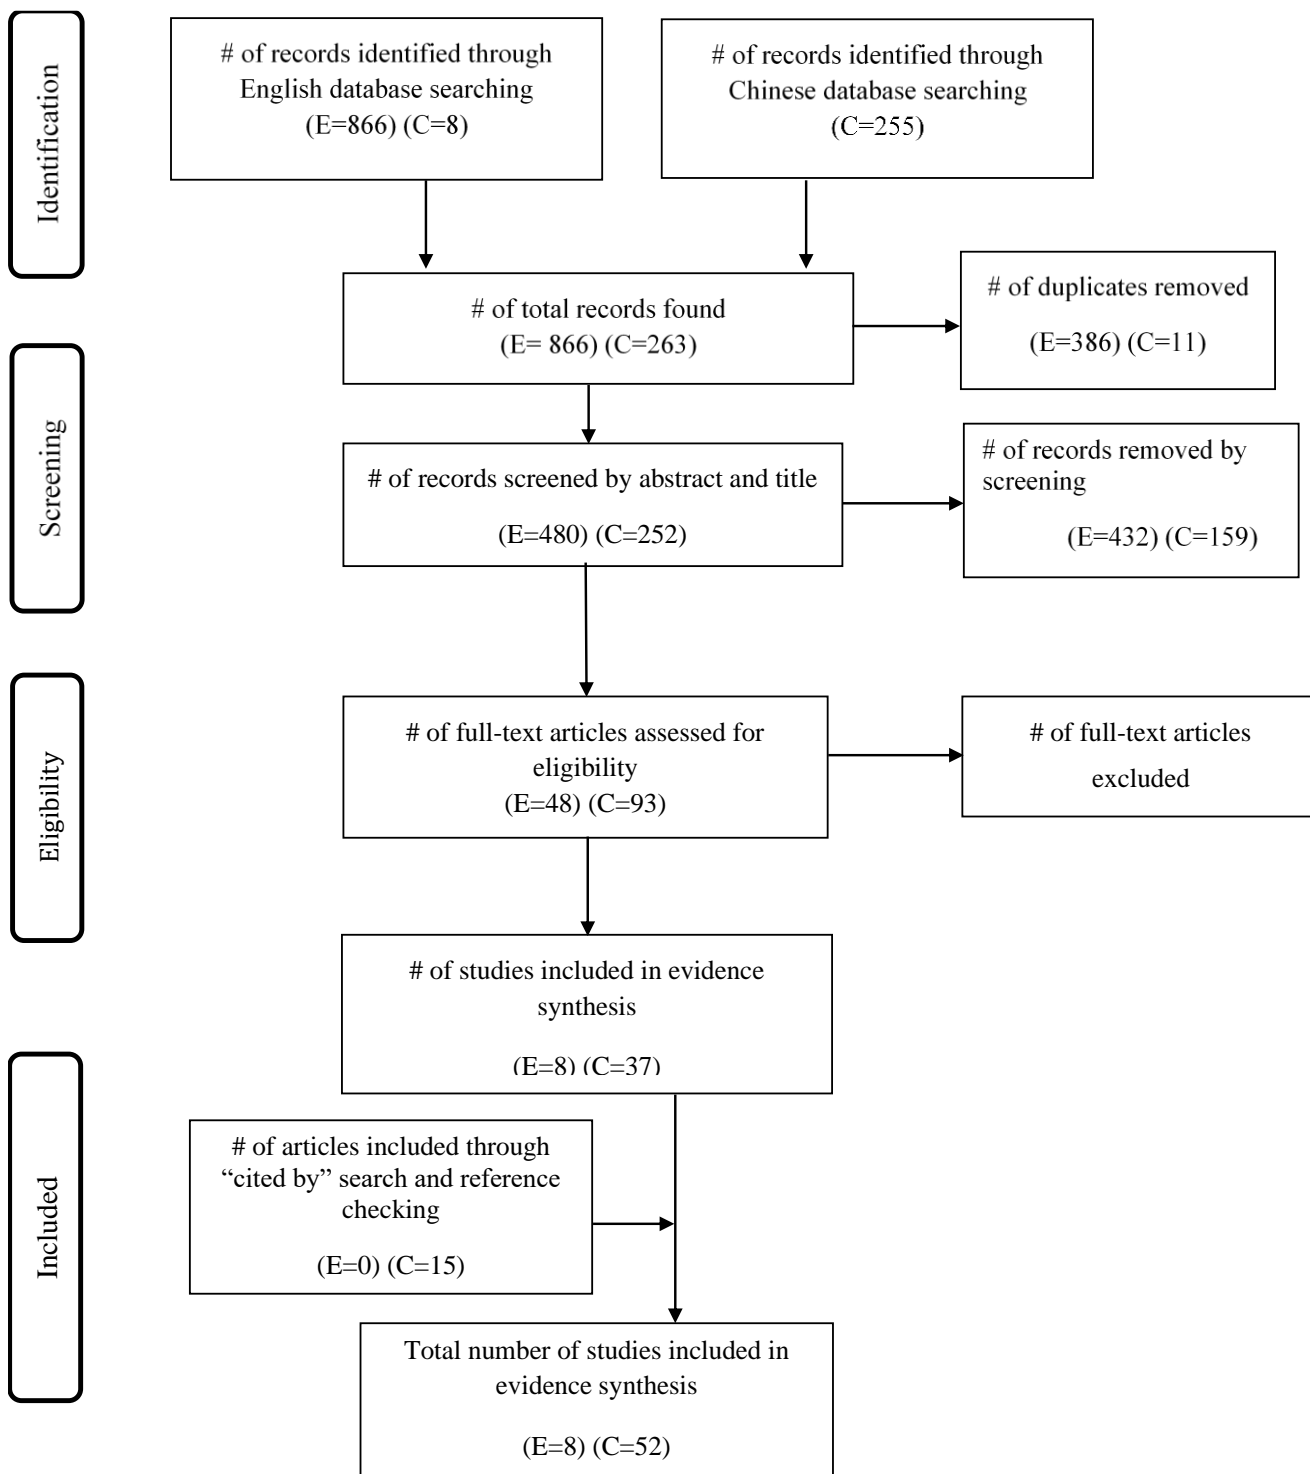 Identification
# of records identified through
English database searching
(E=866) (C=8)
# of records identified through
Chinese database searching
(C=255)
# of total records found
(E= 866) (C=263)
# of duplicates removed
(E=386) (C=11)
Screening
# of records screened by abstract and title
(E=480) (C=252)
# of records removed by
screening
(E=432) (C=159)
Eligibility
# of full-text articles assessed for
eligibility
(E=48) (C=93)
# of full-text articles
excluded
# of studies included in evidence
synthesis
(E=8) (C=37)
Included
# of articles included through
“cited by” search and reference
checking
(E=0) (C=15)
Total number of studies included in
evidence synthesis
(E=8) (C=52)